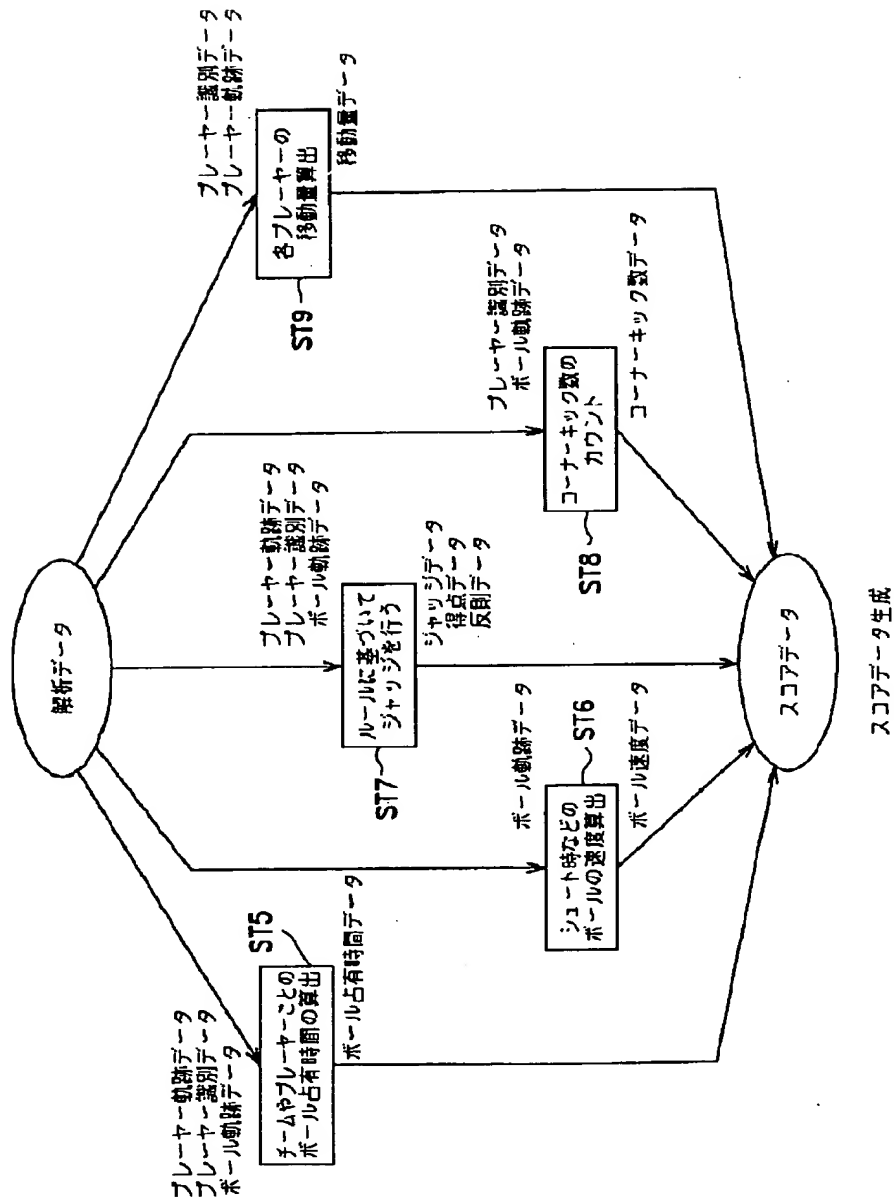 解析データ
プレーヤー軌跡データ
プレーヤー識別データ
ボール軌跡データ
チームやプレーヤーごとの
ボール占有時間の算出
ST5
ボール占有時間データ
ボール軌跡データ
シュート時などの
ボールの速度算出
ST6
ボール速度データ
プレーヤー軌跡データ
プレーヤー識別データ
ボール軌跡データ
ルールに基づいて
ジャッジを行う
ST7
ジャッジデータ
得点データ
反則データ
プレーヤー識別データ
ボール軌跡データ
コーナーキック数の
カウント
ST8
コーナーキック数データ
プレーヤー識別データ
プレーヤー軌跡データ
各プレーヤーの
移動量算出
ST9
移動量データ
スコアデータ
スコアデータ生成